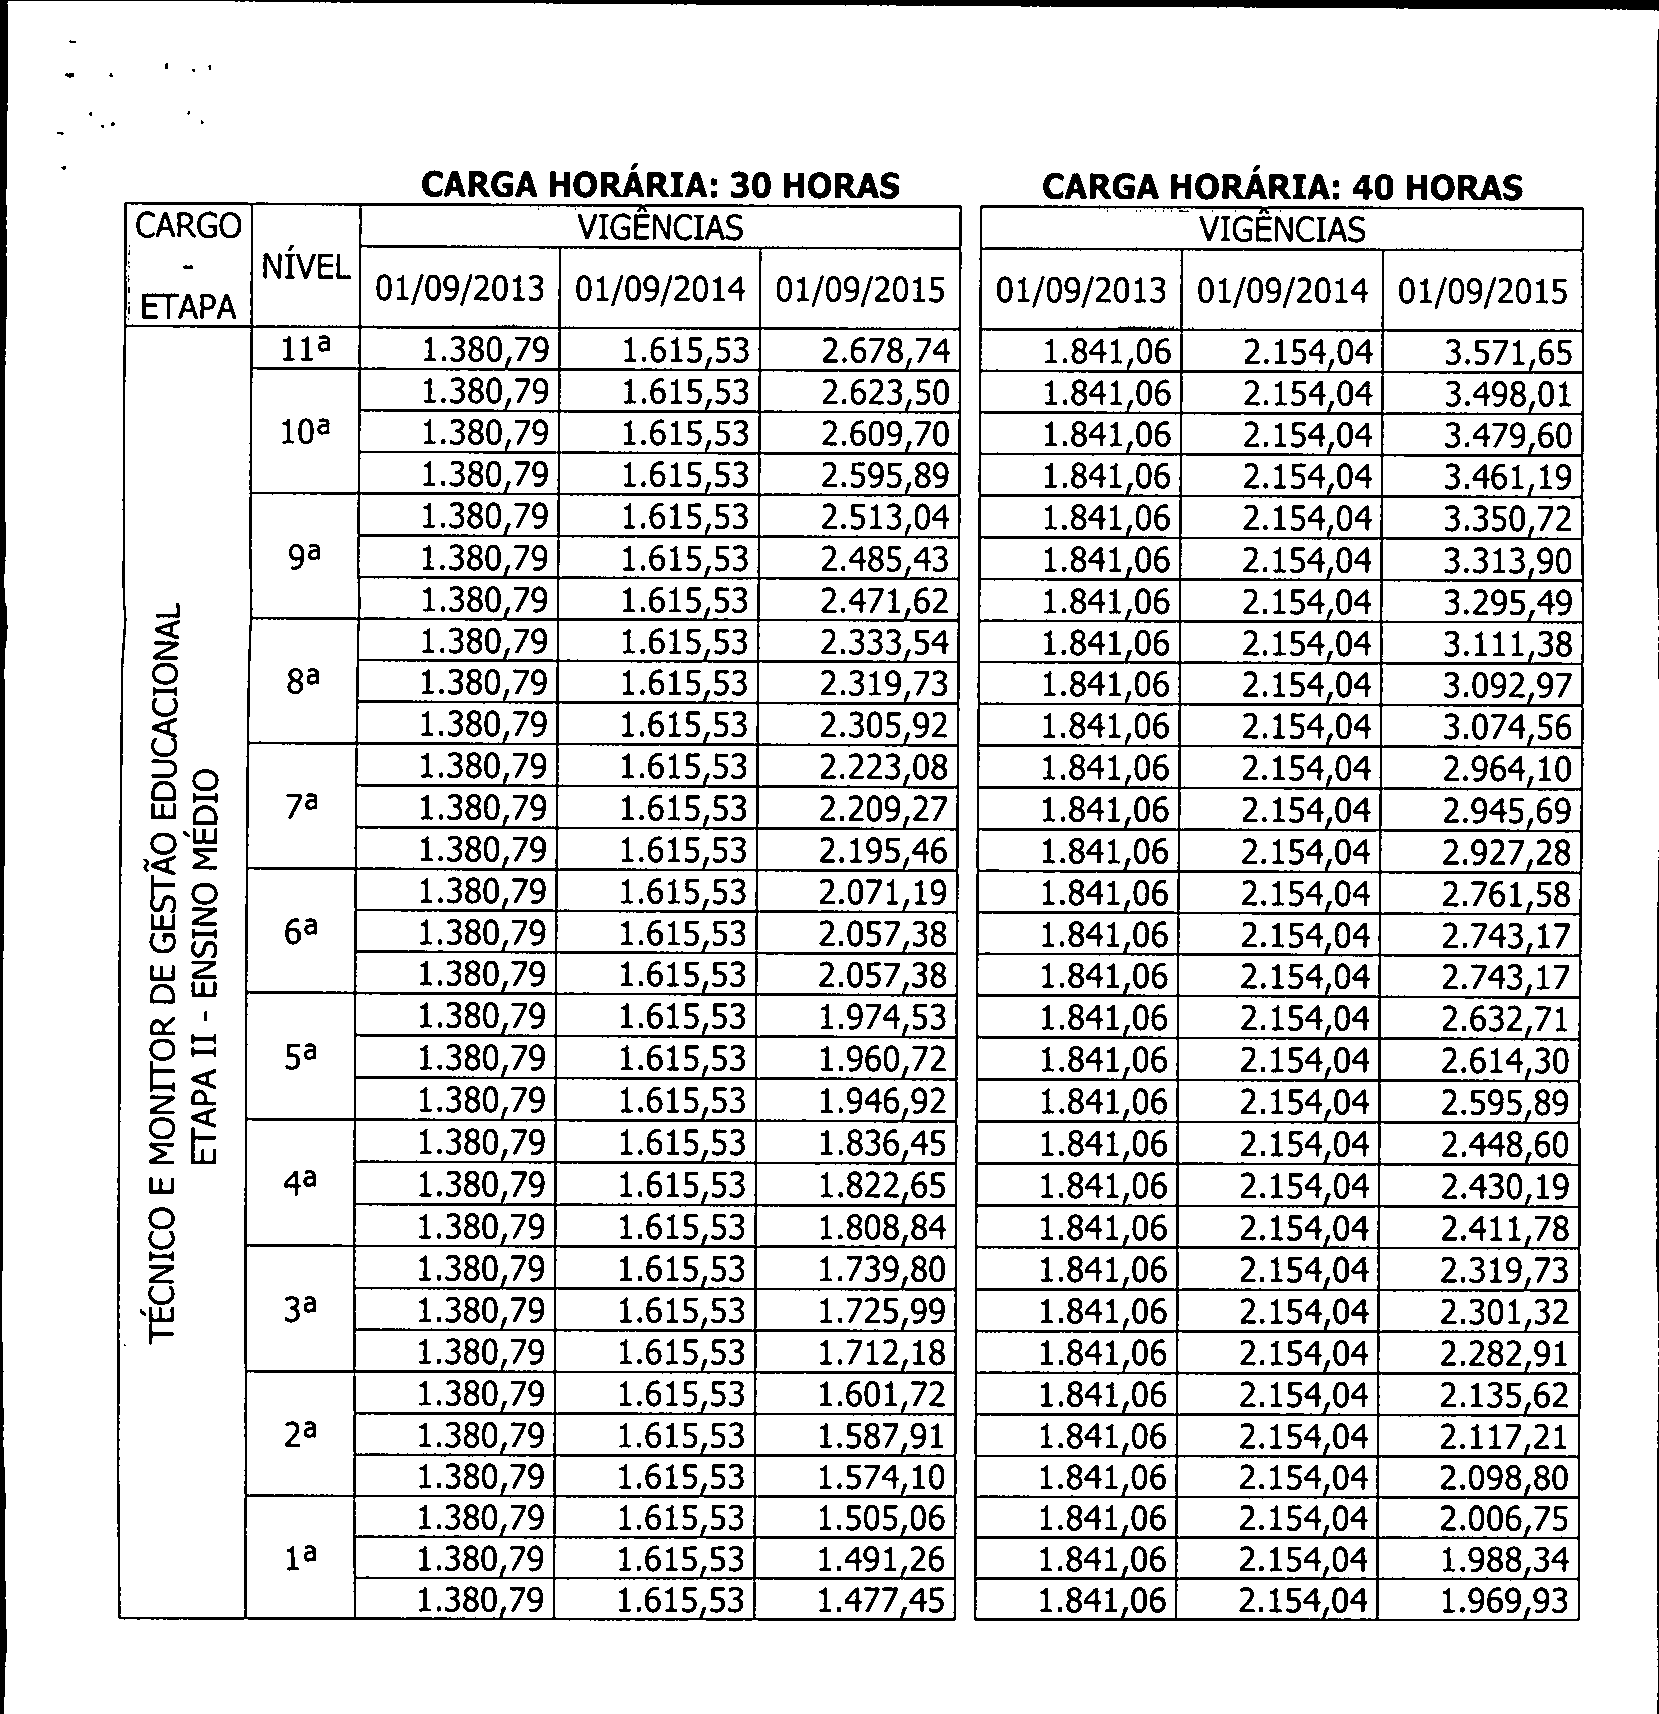 CARGA HORÁRIA: 30 HORAS CARGA HORÁRIA: 40 HORAS
CARGO - ETAPA NÍVEL VIGÊNCIAS VIGÊNCIAS
01/09/2013 01/09/2014 01/09/2015 01/09/2013 01/09/2014 01/09/2015
TÉCNICO E MONITOR DE GESTÃO EDUCACIONAL
ETAPA II - ENSINO MÉDIO
11ª 1.380,79 1.615,53 2.678,74 1.841,06 2.154,04 3.571,65
1.380,79 1.615,53 2.623,50 1.841,06 2.154,04 3.498,01
10ª 1.380,79 1.615,53 2.609,70 1.841,06 2.154,04 3.479,60
1.380,79 1.615,53 2.595,89 1.841,06 2.154,04 3.461,19
1.380,79 1.615,53 2.513,04 1.841,06 2.154,04 3.350,72
9ª 1.380,79 1.615,53 2.485,43 1.841,06 2.154,04 3.313,90
1.380,79 1.615,53 2.471,62 1.841,06 2.154,04 3.295,49
1.380,79 1.615,53 2.333,54 1.841,06 2.154,04 3.111,38
8ª 1.380,79 1.615,53 2.319,73 1.841,06 2.154,04 3.092,97
1.380,79 1.615,53 2.305,92 1.841,06 2.154,04 3.074,56
1.380,79 1.615,53 2.223,08 1.841,06 2.154,04 2.964,10
7ª 1.380,79 1.615,53 2.209,27 1.841,06 2.154,04 2.945,69
1.380,79 1.615,53 2.195,46 1.841,06 2.154,04 2.927,28
1.380,79 1.615,53 2.071,19 1.841,06 2.154,04 2.761,58
6ª 1.380,79 1.615,53 2.057,38 1.841,06 2.154,04 2.743,17
1.380,79 1.615,53 2.057,38 1.841,06 2.154,04 2.743,17
1.380,79 1.615,53 1.974,53 1.841,06 2.154,04 2.632,71
5ª 1.380,79 1.615,53 1.960,72 1.841,06 2.154,04 2.614,30
1.380,79 1.615,53 1.946,92 1.841,06 2.154,04 2.595,89
1.380,79 1.615,53 1.836,45 1.841,06 2.154,04 2.448,60
4ª 1.380,79 1.615,53 1.822,65 1.841,06 2.154,04 2.430,19
1.380,79 1.615,53 1.808,84 1.841,06 2.154,04 2.411,78
1.380,79 1.615,53 1.739,80 1.841,06 2.154,04 2.319,73
3ª 1.380,79 1.615,53 1.725,99 1.841,06 2.154,04 2.301,32
1.380,79 1.615,53 1.712,18 1.841,06 2.154,04 2.282,91
1.380,79 1.615,53 1.601,72 1.841,06 2.154,04 2.135,62
2ª 1.380,79 1.615,53 1.587,91 1.841,06 2.154,04 2.117,21
1.380,79 1.615,53 1.574,10 1.841,06 2.154,04 2.098,80
1.380,79 1.615,53 1.505,06 1.841,06 2.154,04 2.006,75
1ª 1.380,79 1.615,53 1.491,26 1.841,06 2.154,04 1.988,34
1.380,79 1.615,53 1.477,45 1.841,06 2.154,04 1.969,93